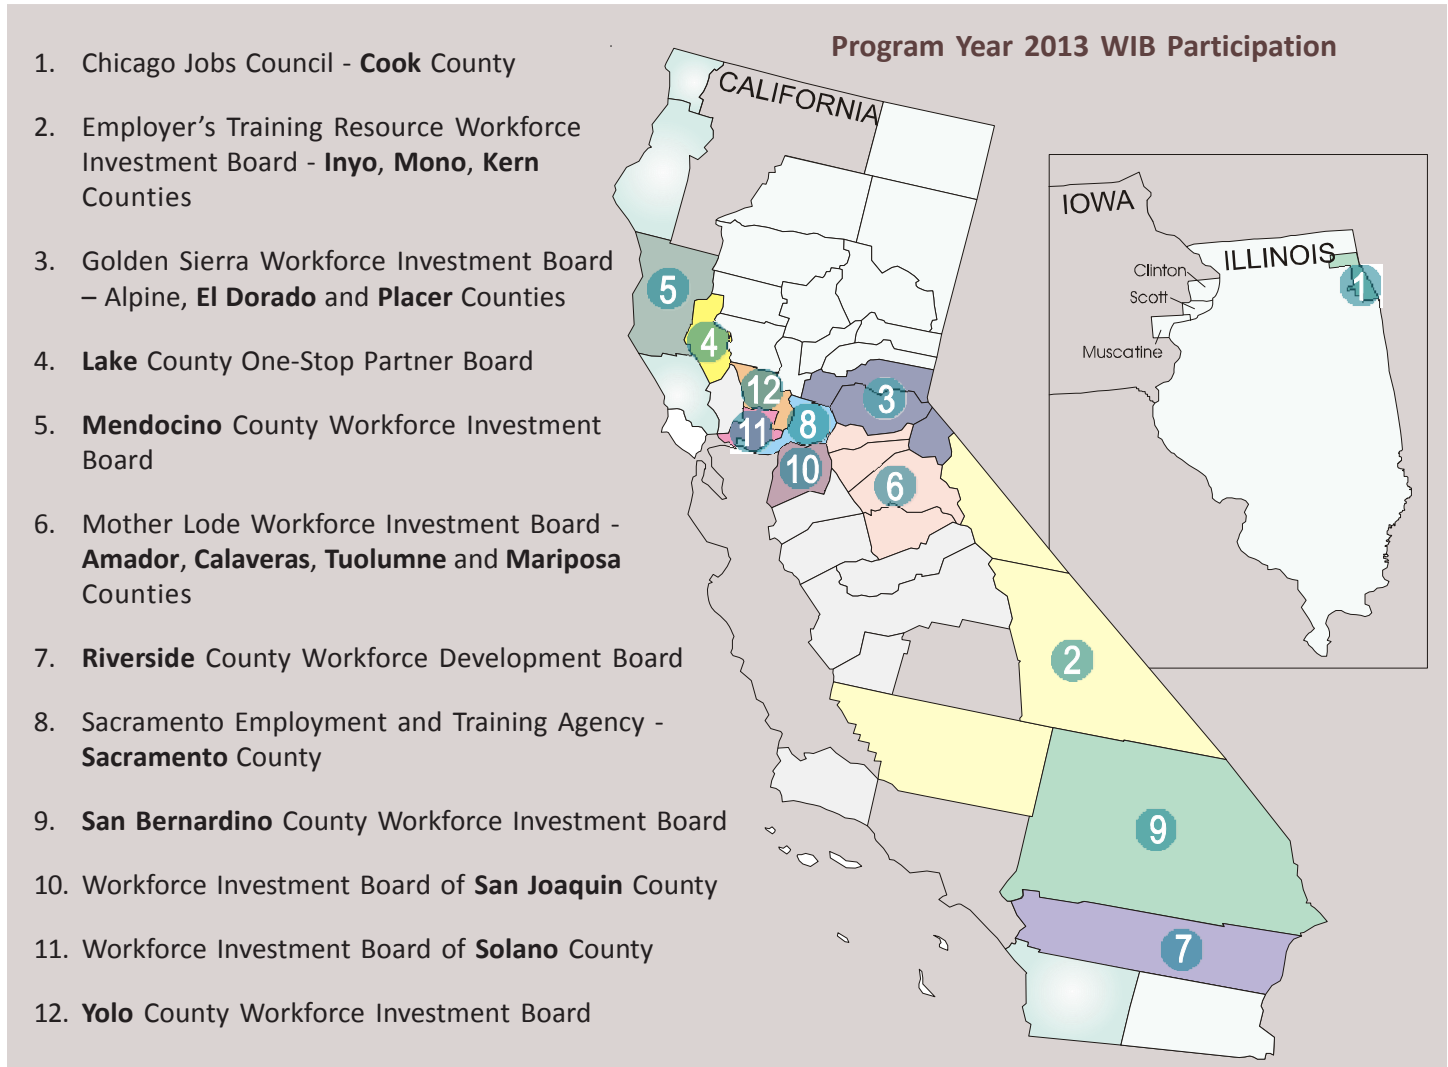 Program Year 2013 WIB Participation
1. Chicago Jobs Council - Cook County
2. Employer’s Training Resource Workforce
Investment Board - Inyo, Mono, Kern
Counties
3. Golden Sierra Workforce Investment Board
– Alpine, El Dorado and Placer Counties
4. Lake County One-Stop Partner Board
5. Mendocino County Workforce Investment
Board
6. Mother Lode Workforce Investment Board -
Amador, Calaveras, Tuolumne and Mariposa
Counties
7. Riverside County Workforce Development Board
8. Sacramento Employment and Training Agency -
Sacramento County
9. San Bernardino County Workforce Investment Board
10. Workforce Investment Board of San Joaquin County
11. Workforce Investment Board of Solano County
12. Yolo County Workforce Investment Board
CALIFORNIA
5
4
12
3
11
8
10
6
2
9
7
IOWA
ILLINOIS
1
Clinton
Scott
Muscatine